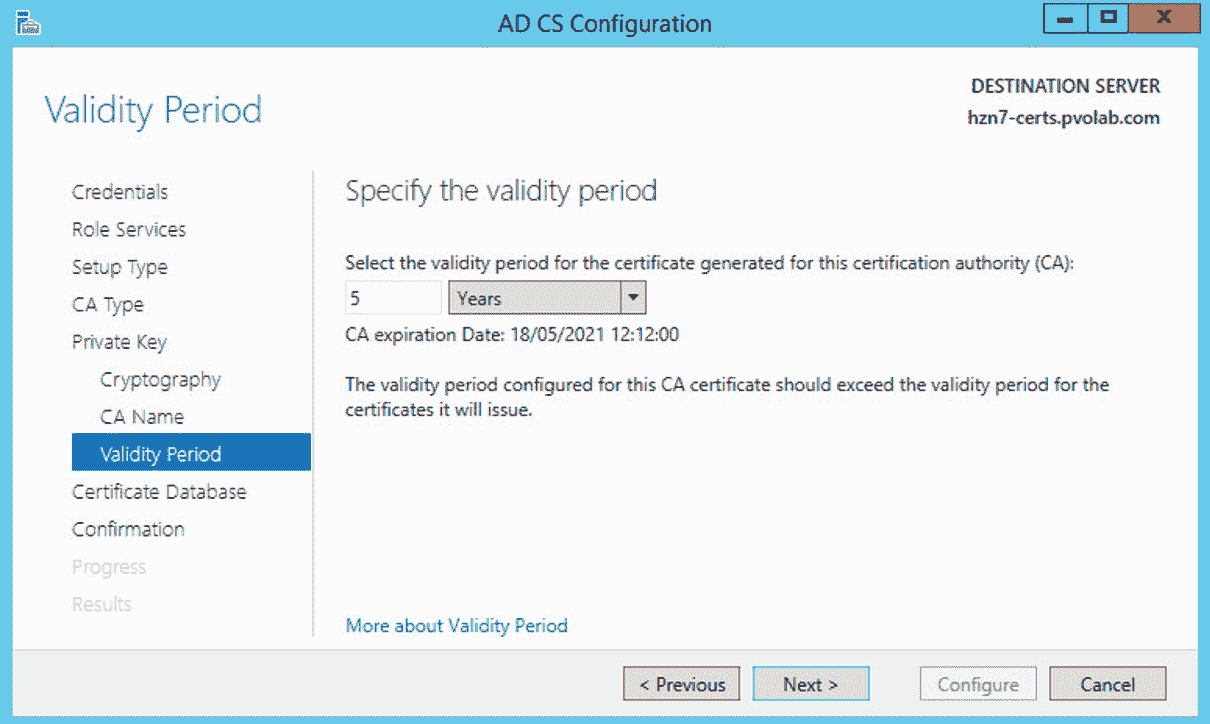 AD CS Configuration
Validity Period
DESTINATION SERVER
hzn7-certs.pvolab.com
Credentials
Role Services
Setup Type
CA Type
Private Key
Cryptography
CA Name
Validity Period
Certificate Database
Confirmation
Progress
Results
Specify the validity period
Select the validity period for the certificate generated for this certification authority (CA):
5 Years
CA expiration Date: 18/05/2021 12:12:00
The validity period configured for this CA certificate should exceed the validity period for the
certificates it will issue.
More about Validity Period
< Previous Next > Configure Cancel